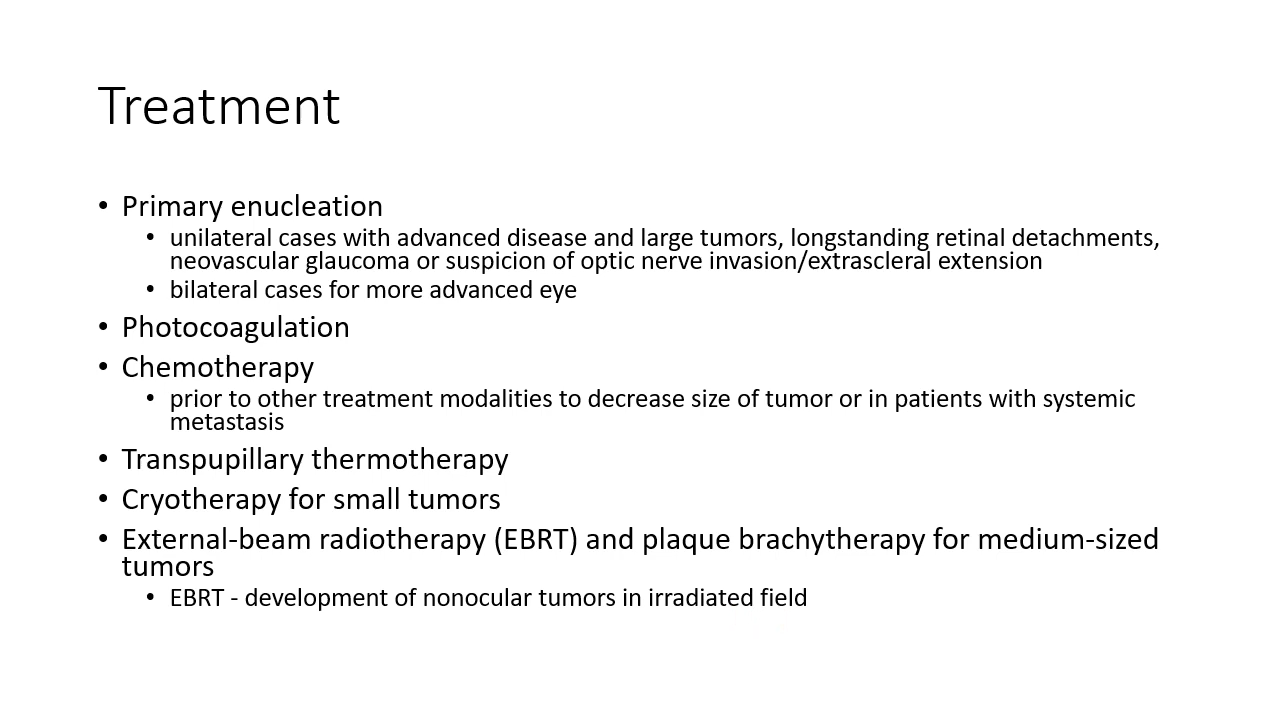 Treatment
• Primary enucleation
• unilateral cases with advanced disease and large tumors, longstanding retinal detachments,
neovascular glaucoma or suspicion of optic nerve invasion/extrascleral extension
• bilateral cases for more advanced eye
• Photocoagulation
• Chemotherapy
• prior to other treatment modalities to decrease size of tumor or in patients with systemic
metastasis
• Transpupillary thermotherapy
• Cryotherapy for small tumors
• External-beam radiotherapy (EBRT) and plaque brachytherapy for medium-sized
tumors
• EBRT - development of nonocular tumors in irradiated field